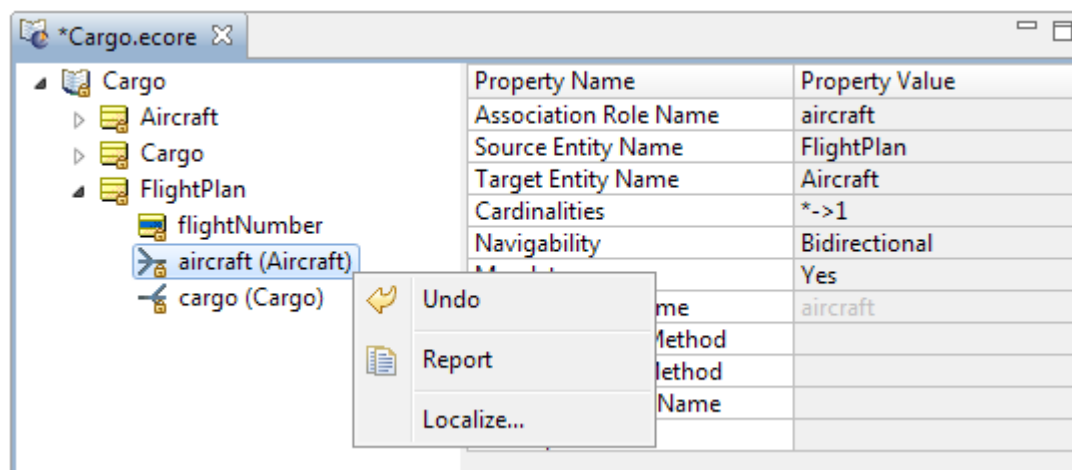 *Cargo.ecore
Cargo
Property Name Property Value
Aircraft
Association Role Name aircraft
Cargo
Source Entity Name FlightPlan
FlightPlan
Target Entity Name Aircraft
flightNumber
Cardinalities *->1
aircraft (Aircraft)
Navigability Bidirectional
Yes
cargo (Cargo)
Undo
me aircraft
Method
Report
Name
Localize...